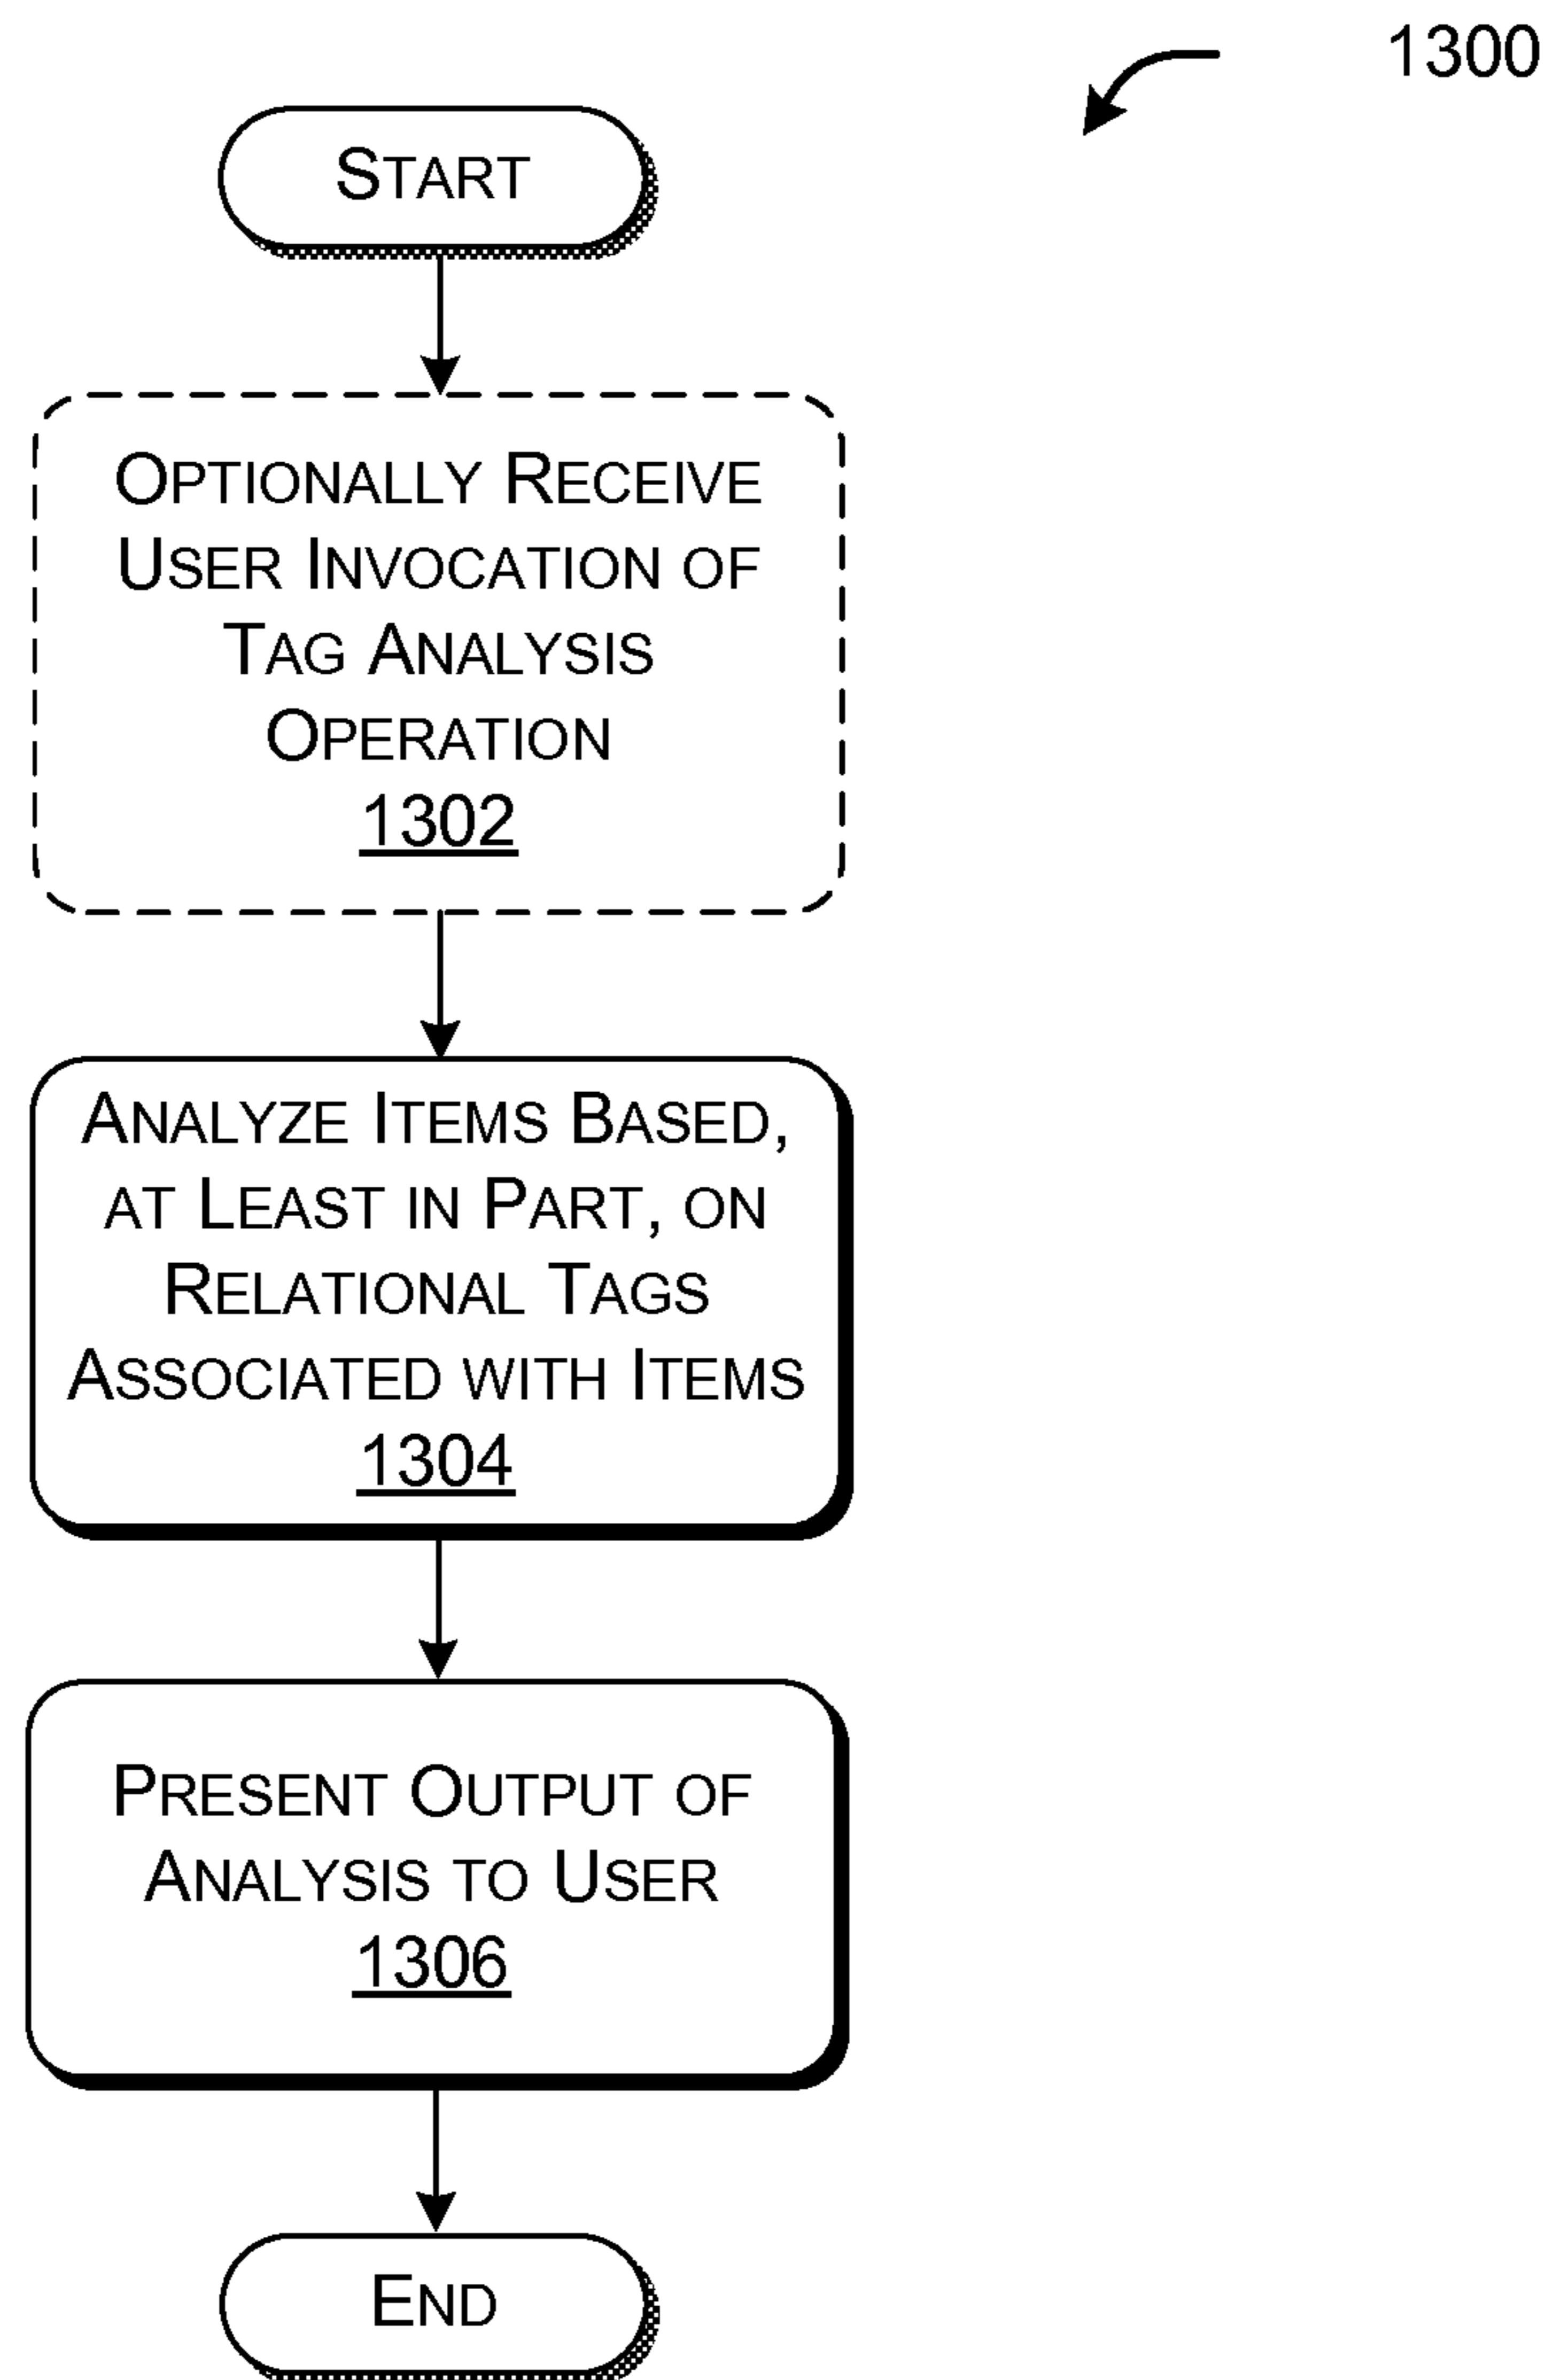 1300
START
OPTIONALLY RECEIVE
USER INVOCATION OF
TAG ANALYSIS
OPERATION
1302
ANALYZE ITEMS BASED,
AT LEAST IN PART, ON
RELATIONAL TAGS
ASSOCIATED WITH ITEMS
1304
PRESENT OUTPUT OF
ANALYSIS TO USER
1306
END